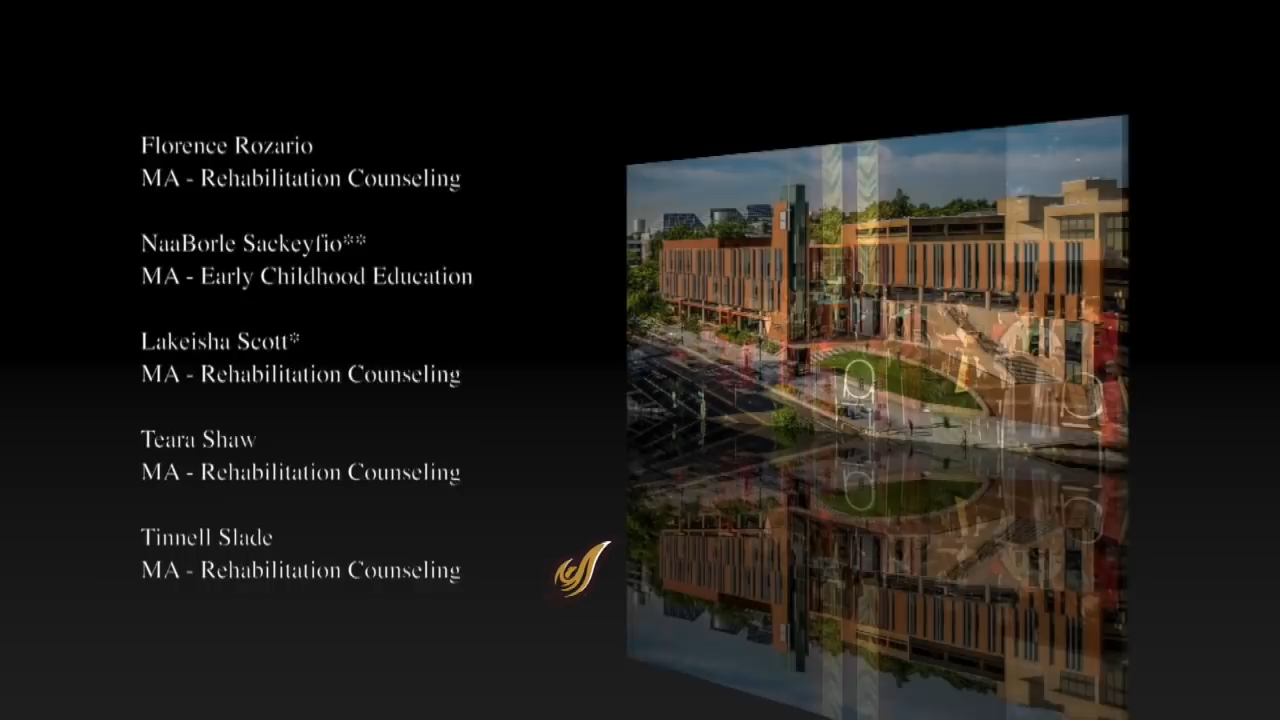 Florence Rozario
MA - Rehabilitation Counseling
NaaBorle Sackeyfio**
MA - Early Childhood Education
Lakeisha Scott*
MA - Rehabilitation Counseling
Teara Shaw
MA - Rehabilitation Counseling
Tinnell Slade
MA - Rehabilitation Counseling